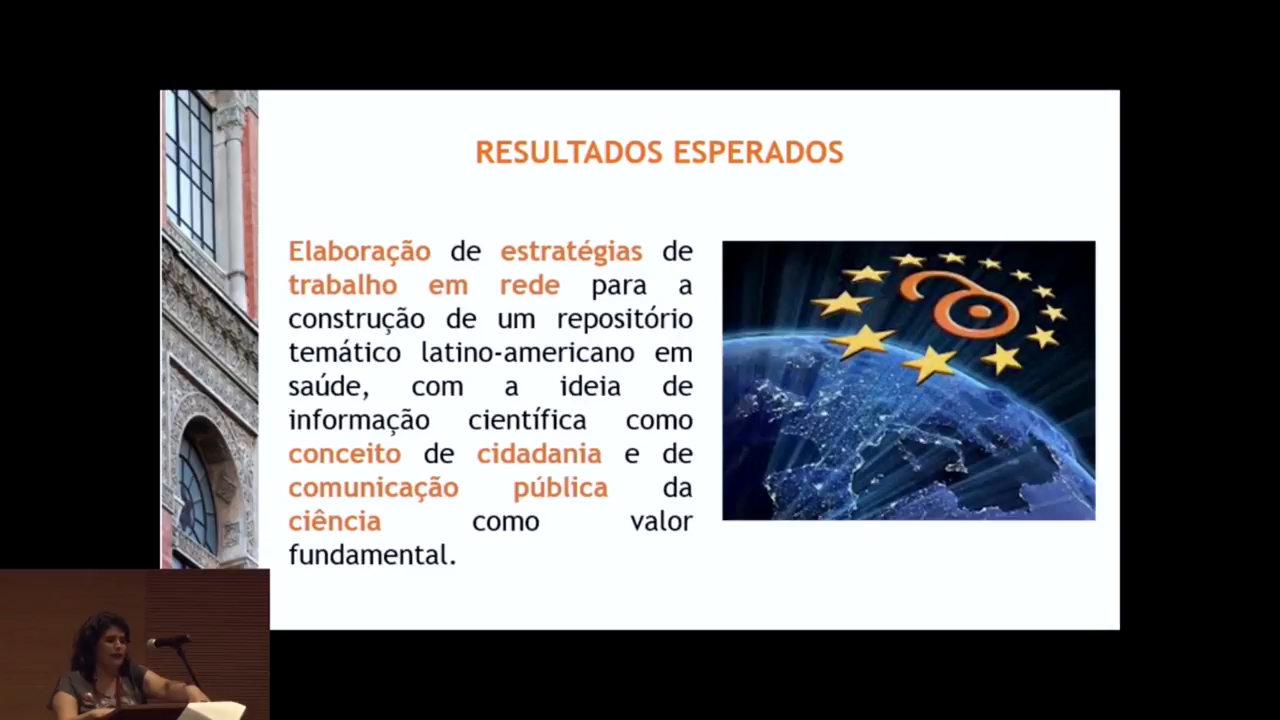 RESULTADOS ESPERADOS
Elaboração de estratégias de
trabalho em rede para a
construção de um repositório
temático latino-americano em
saúde, com a ideia de
informação científica como
conceito de cidadania e de
comunicação pública da
ciência como valor
fundamental.